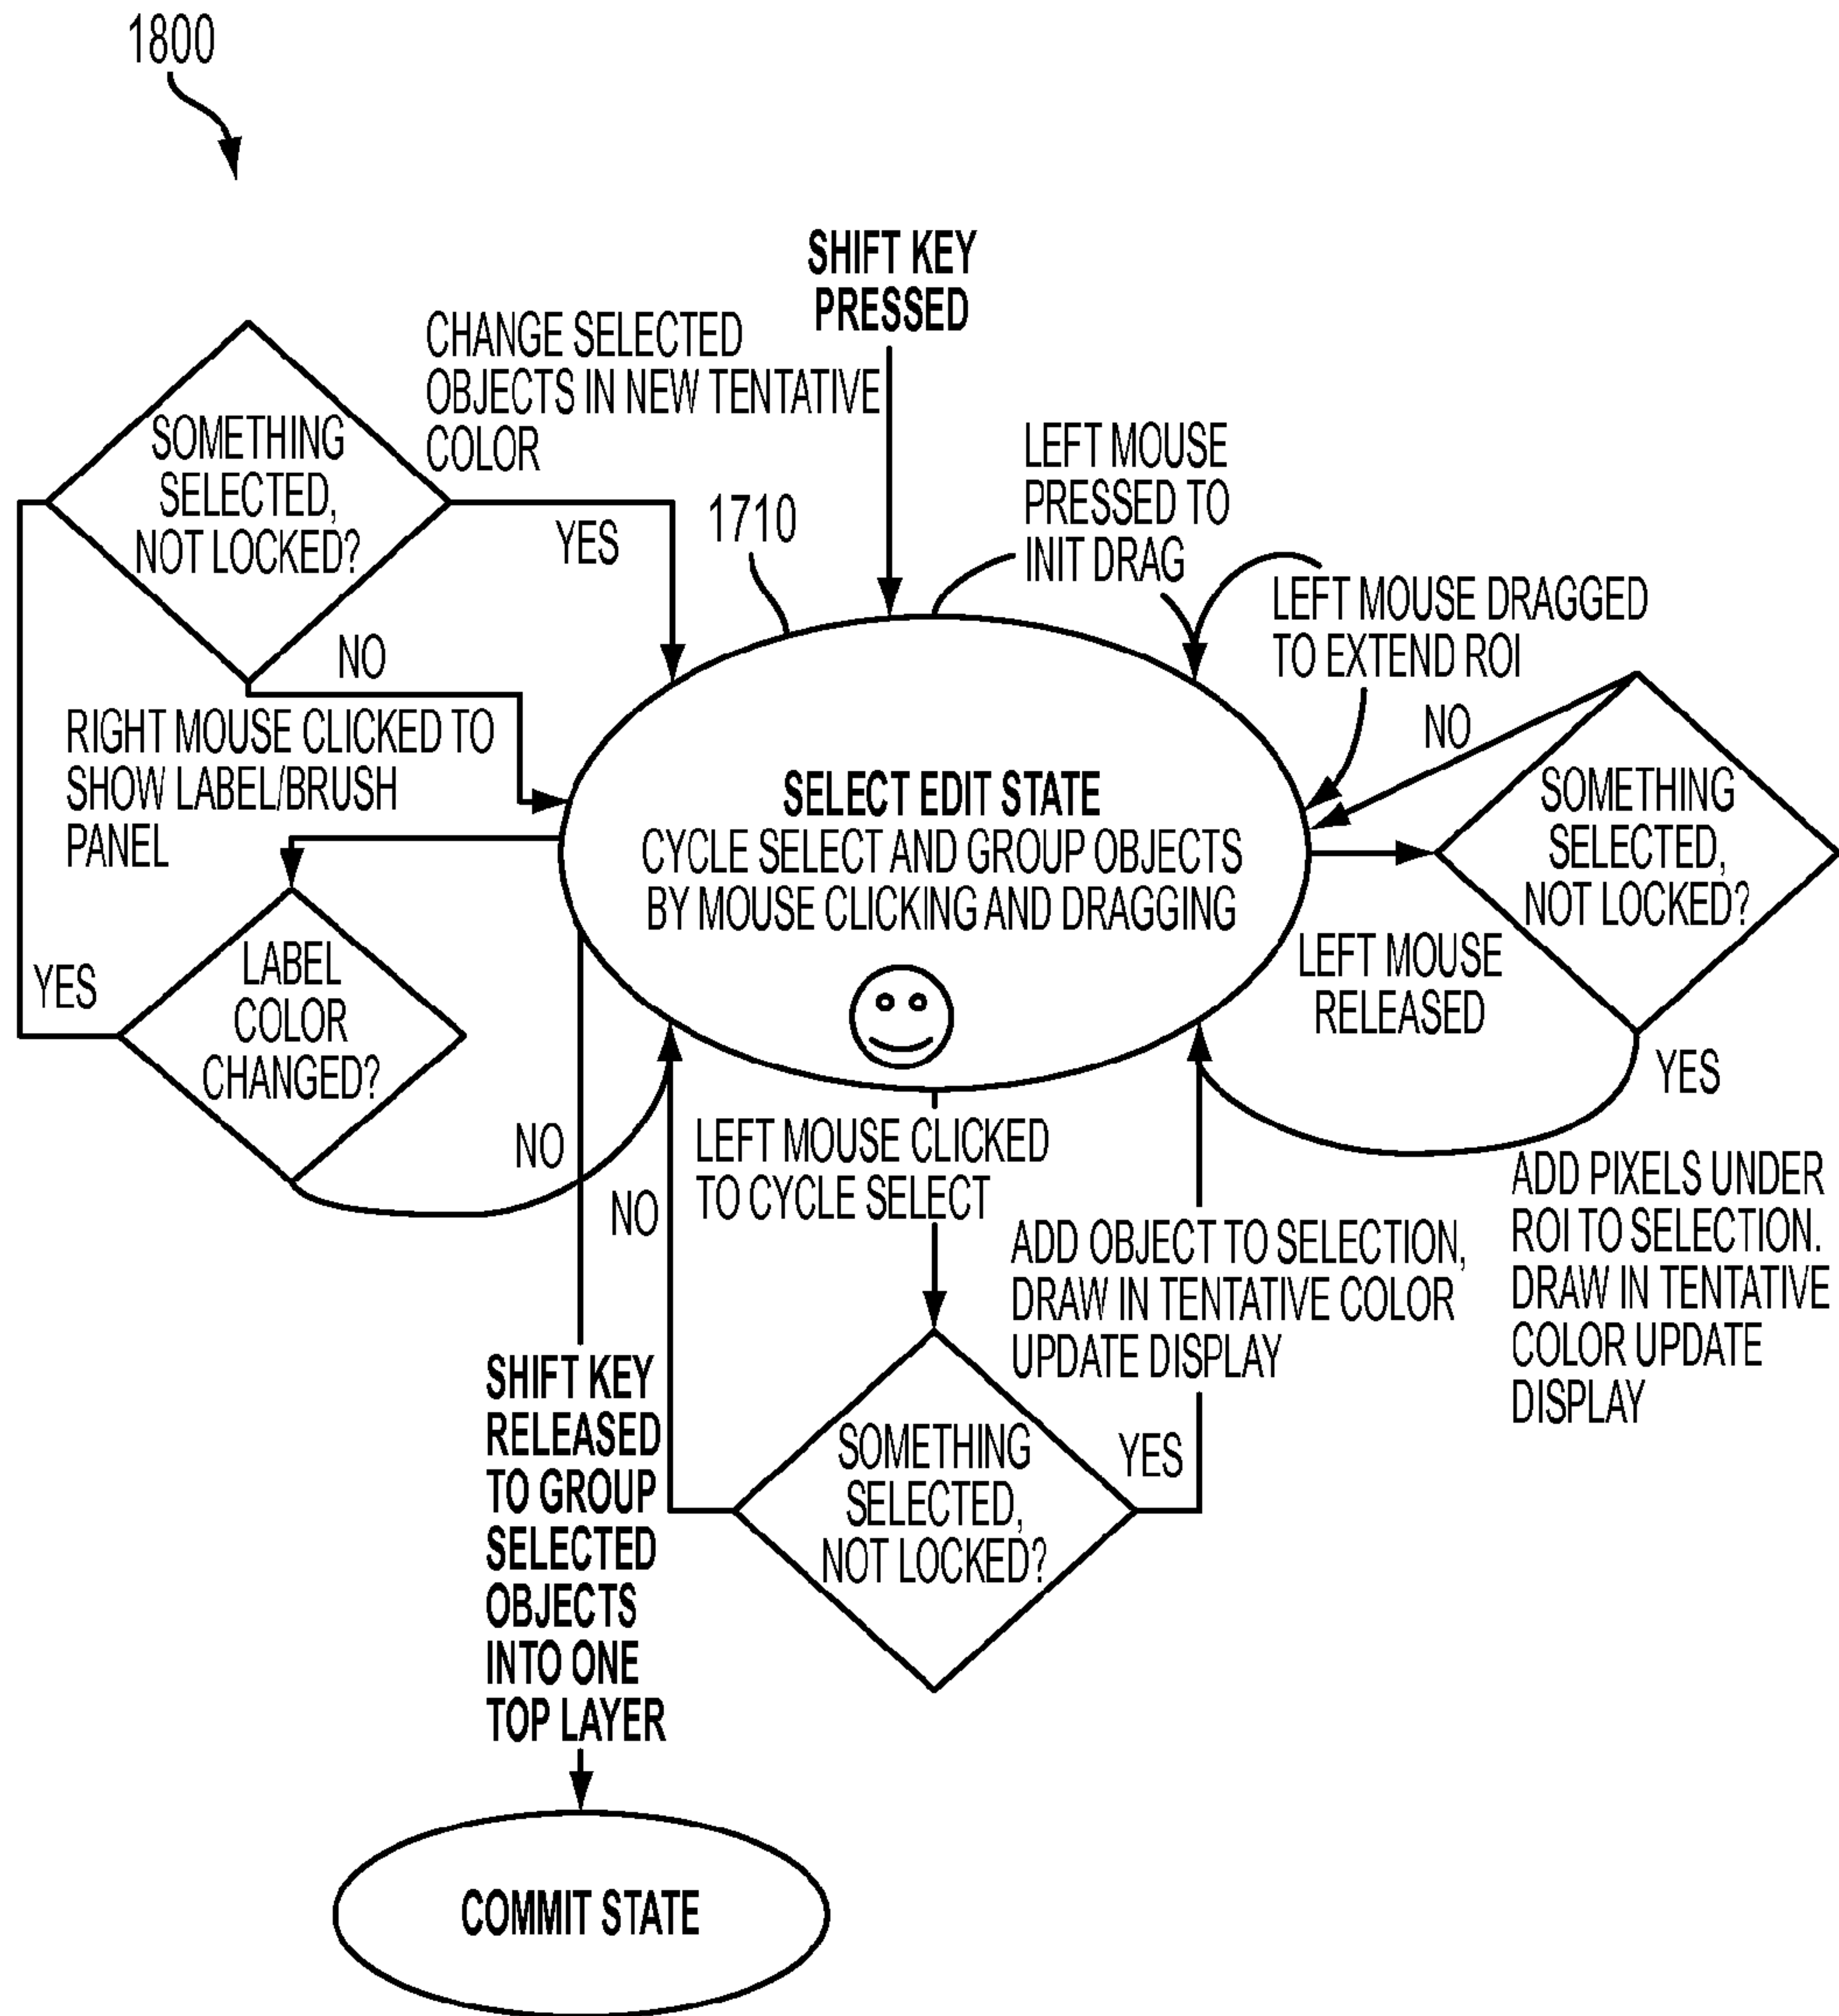 1800
SHIFT KEY
PRESSED
CHANGE SELECTED
OBJECTS IN NEW TENTATIVE
COLOR
SOMETHING
SELECTED,
NOT LOCKED?
YES
NO
1710
LEFT MOUSE
PRESSED TO
INIT DRAG
LEFT MOUSE DRAGGED
TO EXTEND ROI
NO
RIGHT MOUSE CLICKED TO
SHOW LABEL/BRUSH
PANEL
SELECT EDIT STATE
CYCLE SELECT AND GROUP OBJECTS
BY MOUSE CLICKING AND DRAGGING
SOMETHING
SELECTED,
NOT LOCKED?
LEFT MOUSE
RELEASED
YES
YES
LABEL
COLOR
CHANGED?
NO
NO
LEFT MOUSE CLICKED
TO CYCLE SELECT
ADD OBJECT TO SELECTION,
DRAW IN TENTATIVE COLOR
UPDATE DISPLAY
ADD PIXELS UNDER
ROI TO SELECTION.
DRAW IN TENTATIVE
COLOR UPDATE
DISPLAY
SHIFT KEY
RELEASED
TO GROUP
SELECTED
OBJECTS
INTO ONE
TOP LAYER
SOMETHING
SELECTED,
NOT LOCKED?
YES
COMMIT STATE